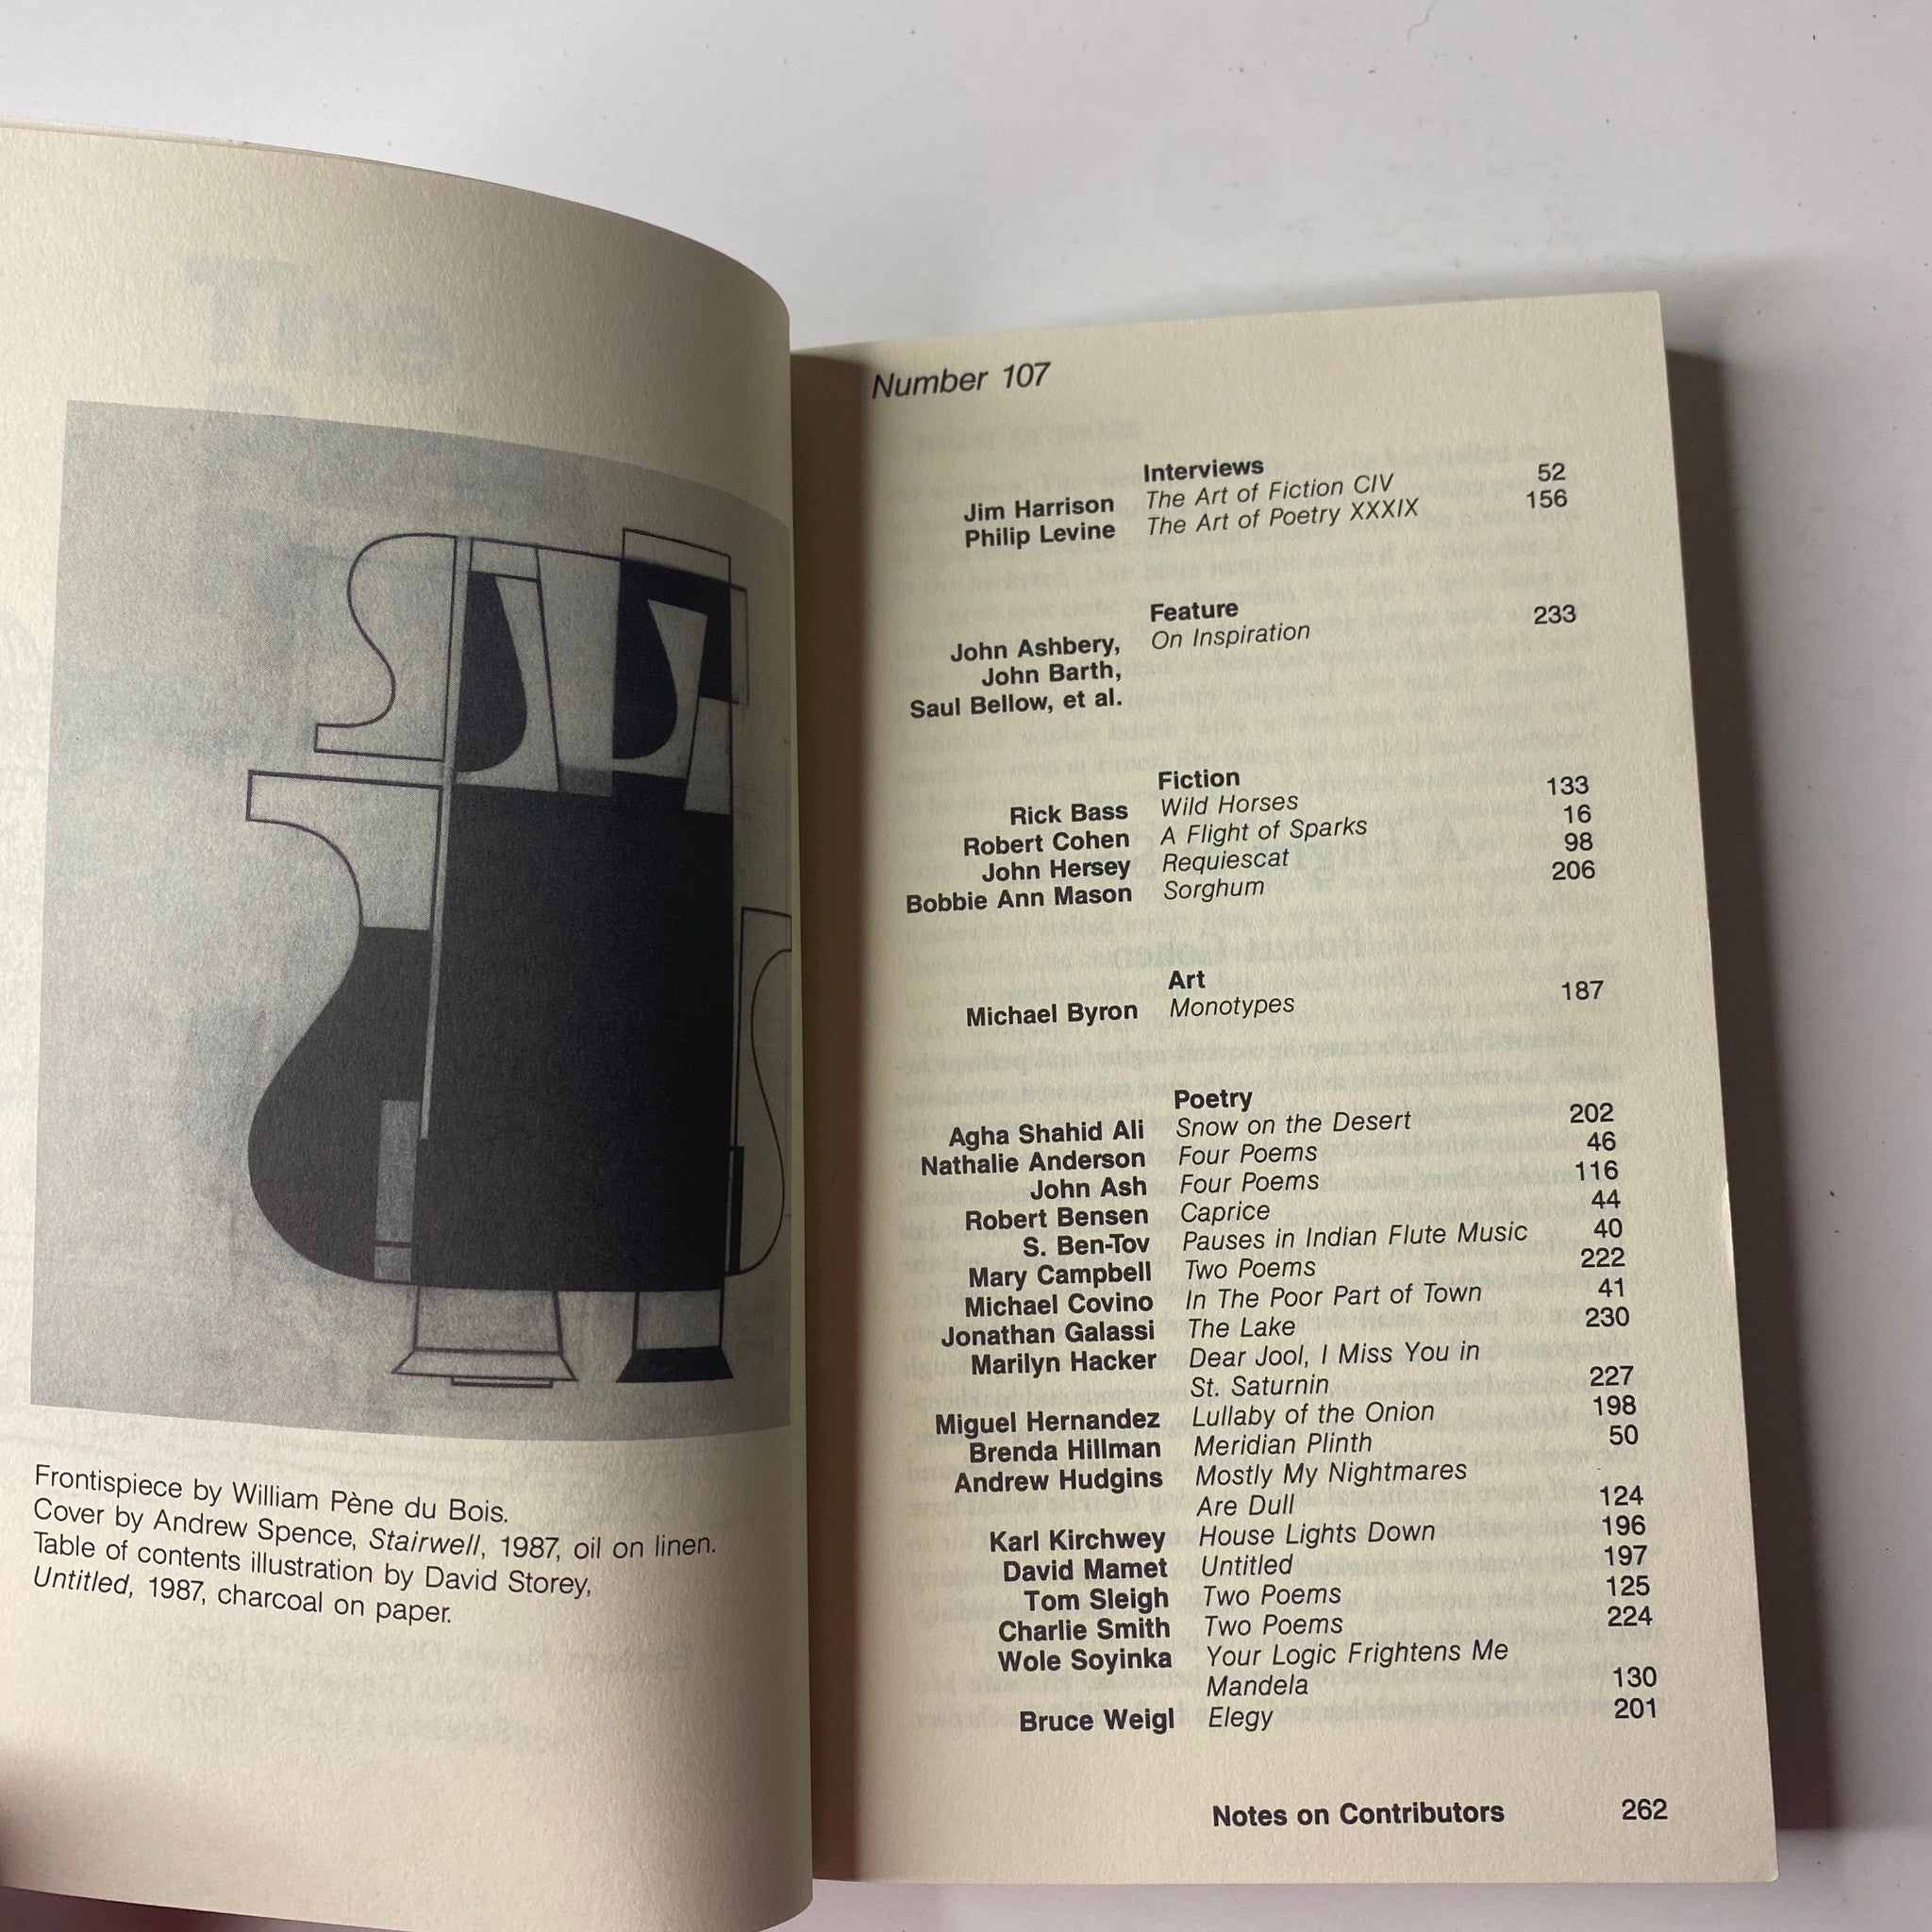 Frontispiece by William Pène du Bois.
Cover by Andrew Spence, Stairwell, 1987, oil on linen.
Table of contents illustration by David Storey,
Untitled, 1987, charcoal on paper.
Number 107
Interviews
Jim Harrison The Art of Fiction CIV 52
Philip Levine The Art of Poetry XXXIX 156
Feature
John Ashbery, On Inspiration 233
John Barth,
Saul Bellow, et al.
Fiction
Rick Bass Wild Horses 133
Robert Cohen A Flight of Sparks 16
John Hersey Requiescat 98
Bobbie Ann Mason Sorghum 206
Art
Michael Byron Monotypes 187
Poetry
Agha Shahid Ali Snow on the Desert 202
Nathalie Anderson Four Poems 46
John Ash Four Poems 116
Robert Bensen Caprice 44
S. Ben-Tov Pauses in Indian Flute Music 40
Mary Campbell Two Poems 222
Michael Covino In The Poor Part of Town 41
Jonathan Galassi The Lake 230
Marilyn Hacker Dear Jool, I Miss You in
St. Saturnin 227
Miguel Hernandez Lullaby of the Onion 198
Brenda Hillman Meridian Plinth 50
Andrew Hudgins Mostly My Nightmares
Are Dull 124
Karl Kirchwey House Lights Down 196
David Mamet Untitled 197
Tom Sleigh Two Poems 125
Charlie Smith Two Poems 224
Wole Soyinka Your Logic Frightens Me
Mandela 130
Bruce Weigl Elegy 201
Notes on Contributors 262